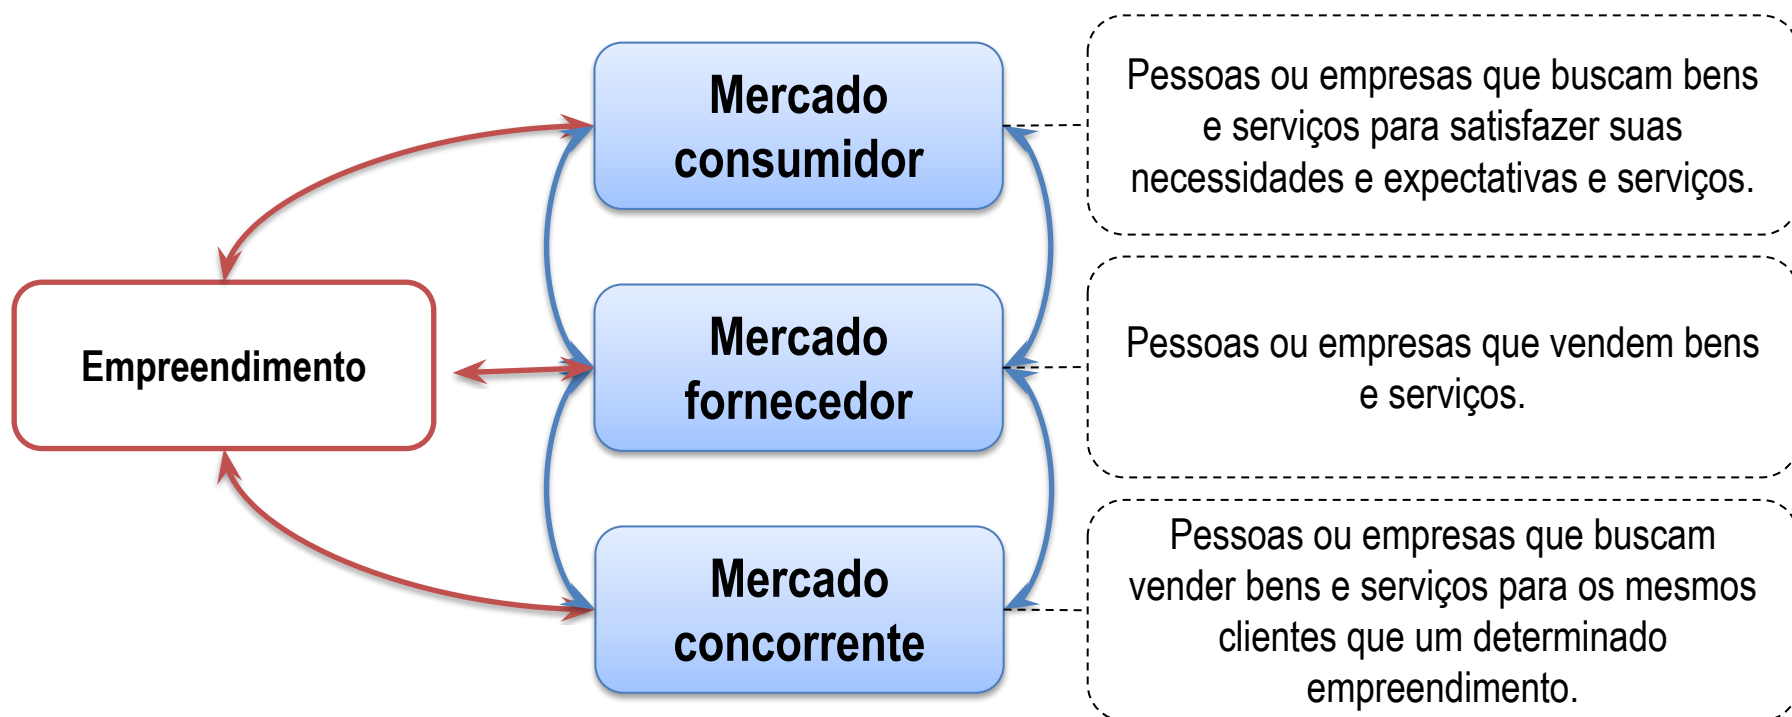 Mercado
consumidor
Pessoas ou empresas que buscam bens
e serviços para satisfazer suas
necessidades e expectativas e serviços.
Empreendimento
Mercado
fornecedor
Pessoas ou empresas que vendem bens
e serviços.
Mercado
concorrente
Pessoas ou empresas que buscam
vender bens e serviços para os mesmos
clientes que um determinado
empreendimento.